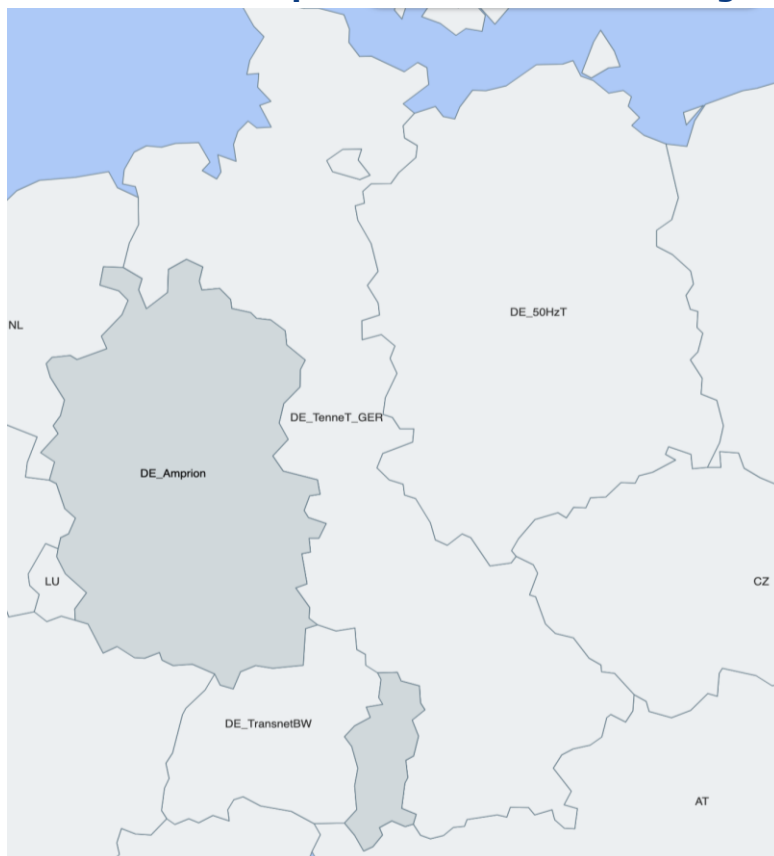 NL
DE_50HzT
DE_TenneT_GER
DE_Amprion
LU
CZ
DE_TransnetBW
AT